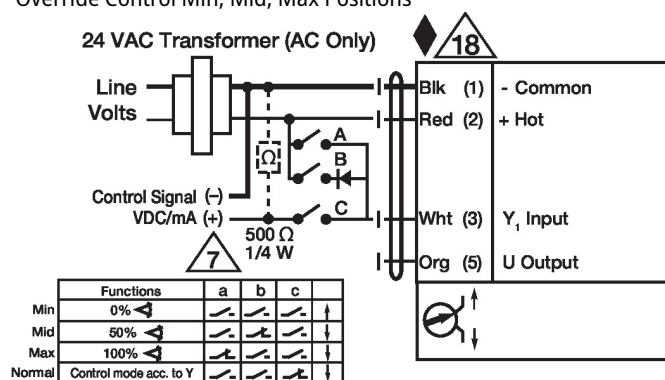 Override Control Min, Mid, Max Positions
24 VAC Transformer (AC Only)
18
Line
Volts
Blk (1) - Common
Red (2) + Hot
A
Ω
B
Control Signal (–)
VDC/mA (+)
C
Wht (3) Y1 Input
500 Ω
1/4 W
7
Org (5) U Output
Functions a b c
Min 0%
Mid 50%
Max 100%
Normal Control mode acc. to Y